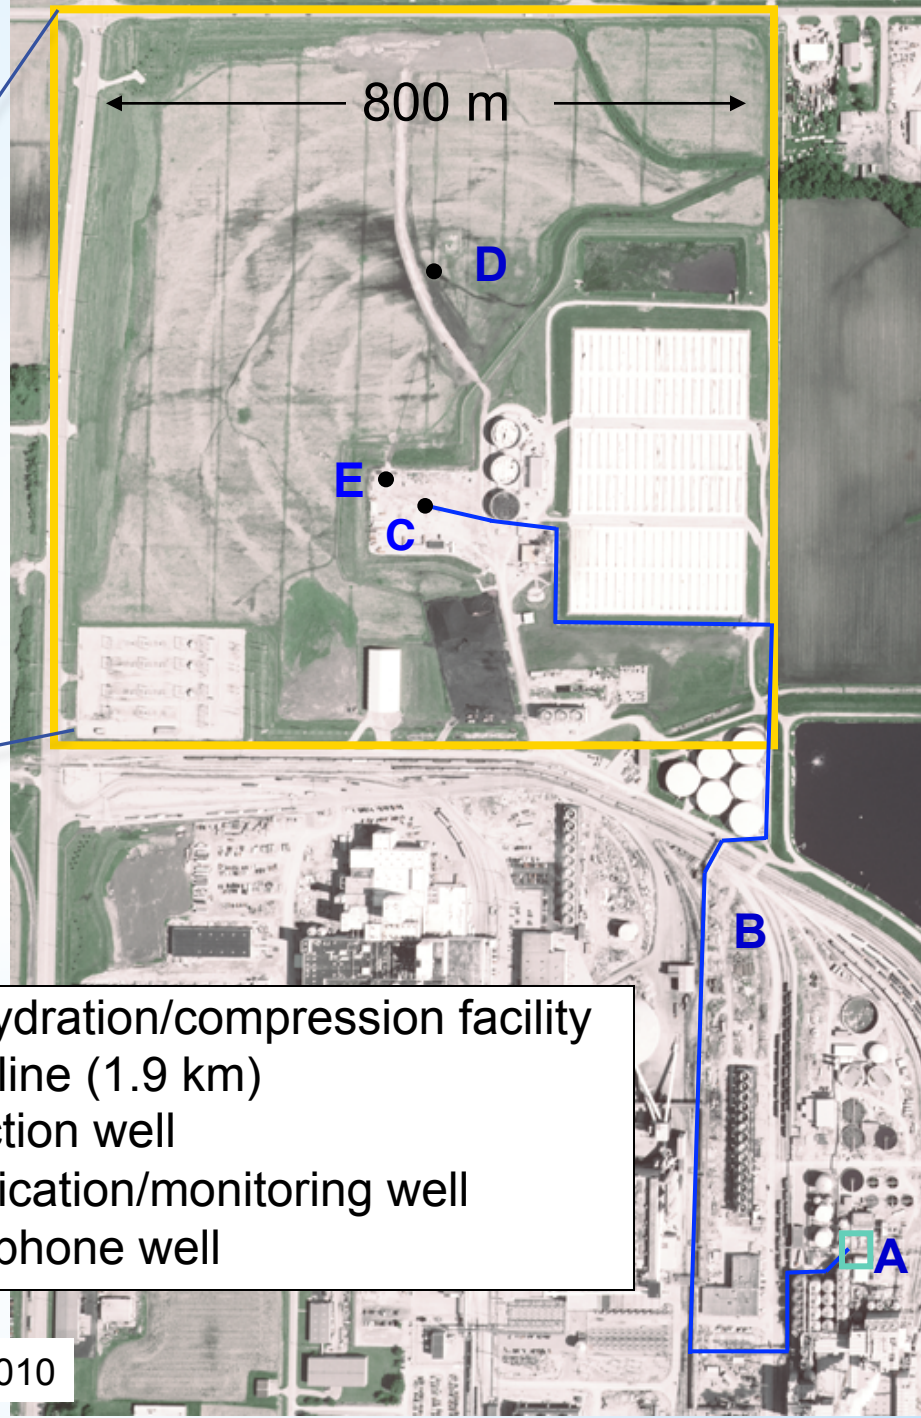 800 m
D
E
C
B
ydration/compression facility
line (1.9 km)
ction well
ication/monitoring well
phone well
A
010